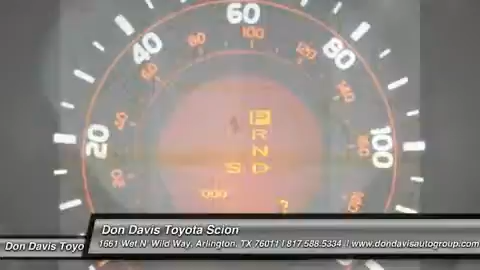 60
40
80
20
100
80
100
120
60
P
R
N
S D
000
Don Davis Toyota Scion
1661 Wet N' Wild Way, Arlington, TX 76011 | 817.588.5334 | www.dondavisautogroup.com
Don Davis Toyo